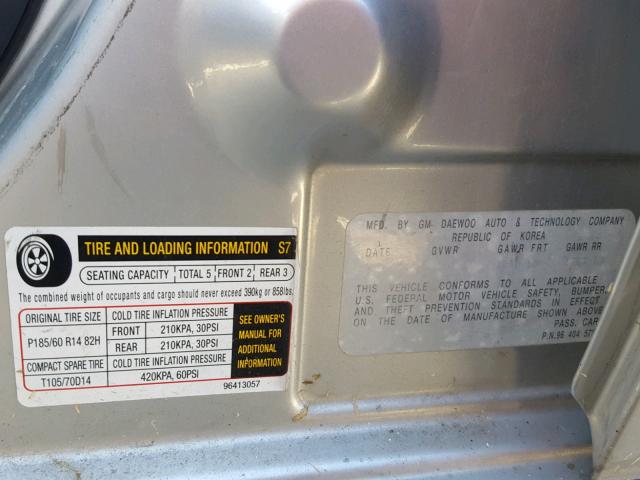 TIRE AND LOADING INFORMATION S7
SEATING CAPACITY TOTAL 5 FRONT 2 REAR 3
The combined weight of occupants and cargo should never exceed 390kg or 858lbs.
ORIGINAL TIRE SIZE COLD TIRE INFLATION PRESSURE
P185/60 R14 82H
FRONT 210KPA, 30PSI
REAR 210KPA, 30PSI
COMPACT SPARE TIRE COLD TIRE INFLATION PRESSURE
T105/70D14 420KPA, 60PSI
SEE OWNER'S
MANUAL FOR
ADDITIONAL
INFORMATION
96413057
MFD. BY GM DAEWOO AUTO & TECHNOLOGY COMPANY
REPUBLIC OF KOREA
DATE GVWR GAWR FRT GAWR RR
THIS VEHICLE CONFORMS TO ALL APPLICABLE
U.S. FEDERAL MOTOR VEHICLE SAFETY, BUMPER,
AND THEFT PREVENTION STANDARDS IN EFFECT
ON THE DATE OF MANUFACTURE SHOWN ABOVE
PASS. CAR
P.N. 96 404